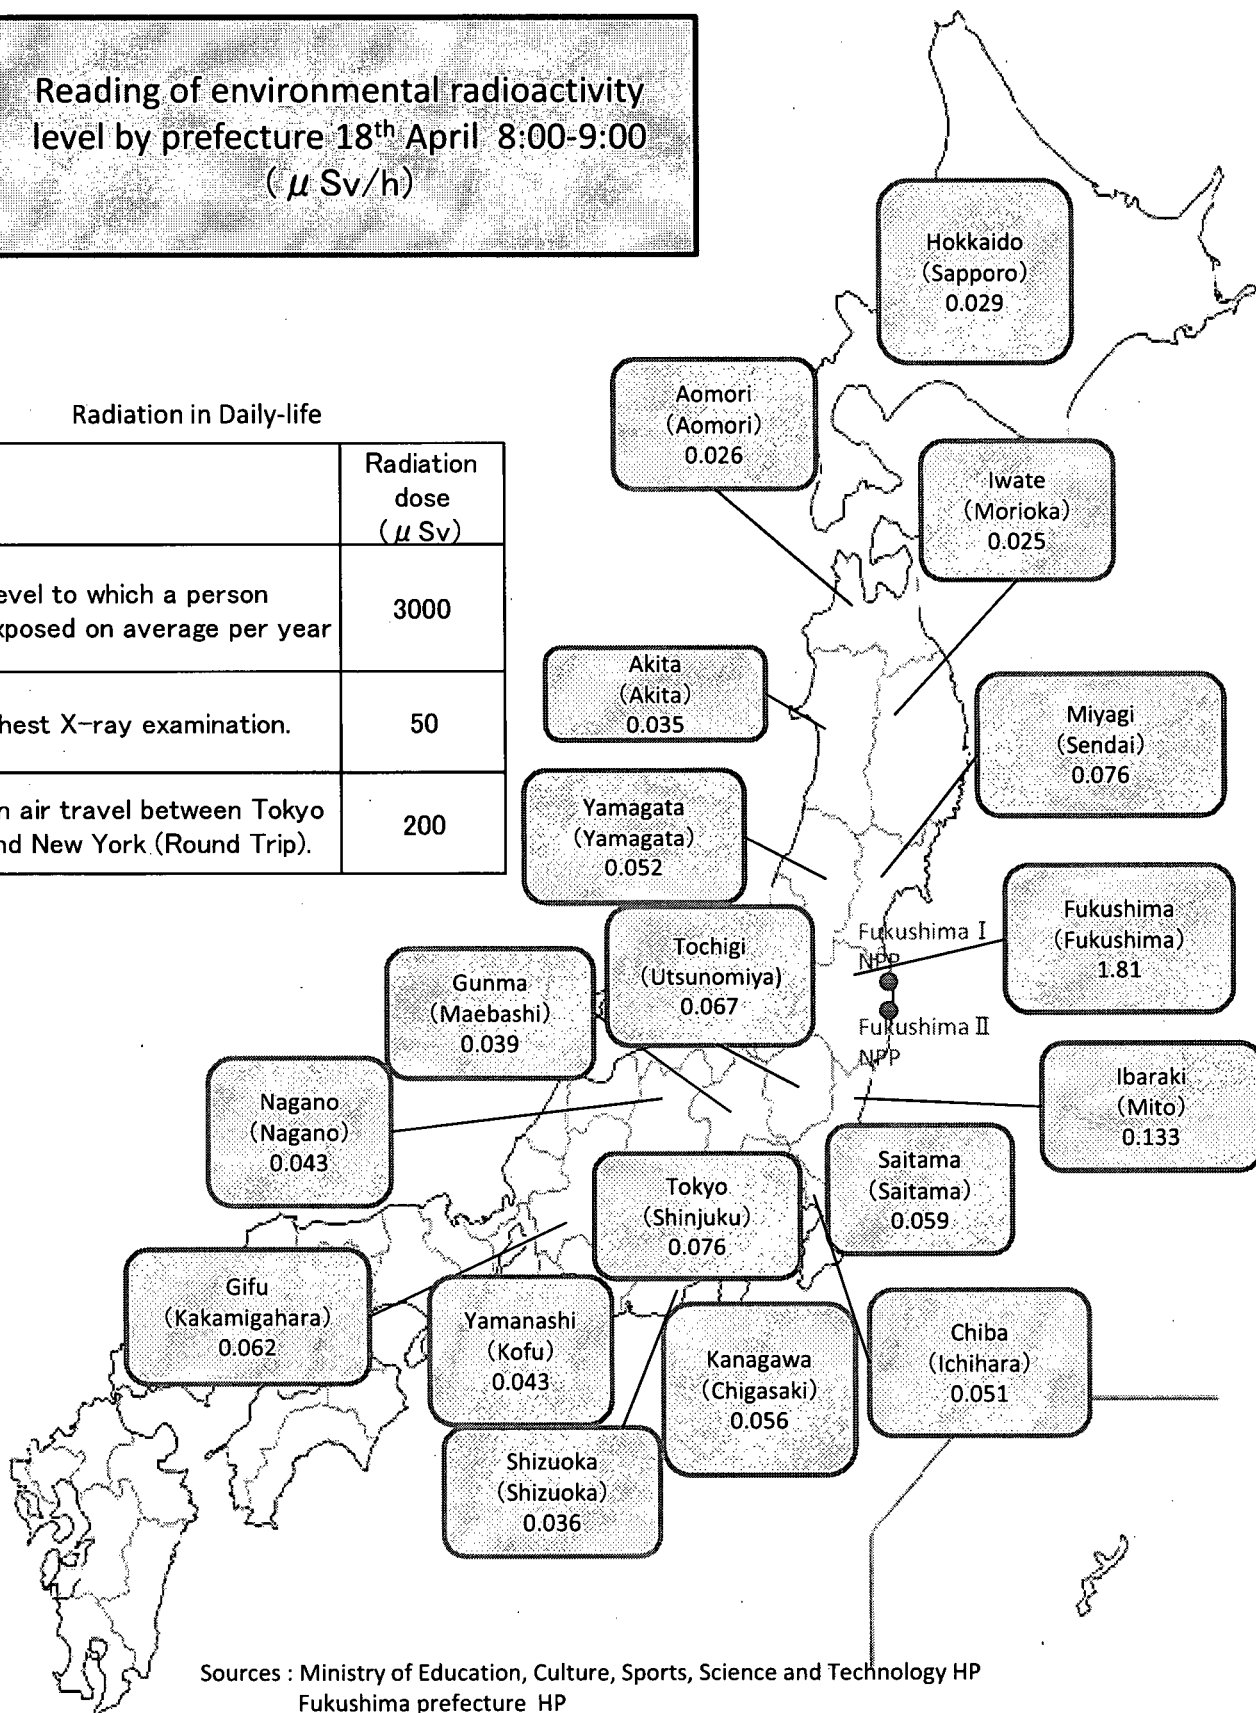 Reading of environmental radioactivity
level by prefecture 18th April 8:00-9:00
(μ Sv/h)
Hokkaido
(Sapporo)
0.029
Aomori
(Aomori)
0.026
Radiation in Daily-life
Radiation
dose
(μ Sv)
evel to which a person
xposed on average per year
3000
hest X-ray examination.
50
n air travel between Tokyo
nd New York (Round Trip).
200
Iwate
(Morioka)
0.025
Akita
(Akita)
0.035
Miyagi
(Sendai)
0.076
Yamagata
(Yamagata)
0.052
Fukushima
(Fukushima)
1.81
Fukushima Ⅰ
NPP
Fukushima Ⅱ
NPP
Tochigi
(Utsunomiya)
0.067
Gunma
(Maebashi)
0.039
Ibaraki
(Mito)
0.133
Nagano
(Nagano)
0.043
Saitama
(Saitama)
0.059
Tokyo
(Shinjuku)
0.076
Gifu
(Kakamigahara)
0.062
Yamanashi
(Kofu)
0.043
Kanagawa
(Chigasaki)
0.056
Chiba
(Ichihara)
0.051
Shizuoka
(Shizuoka)
0.036
Sources : Ministry of Education, Culture, Sports, Science and Technology HP
Fukushima prefecture HP